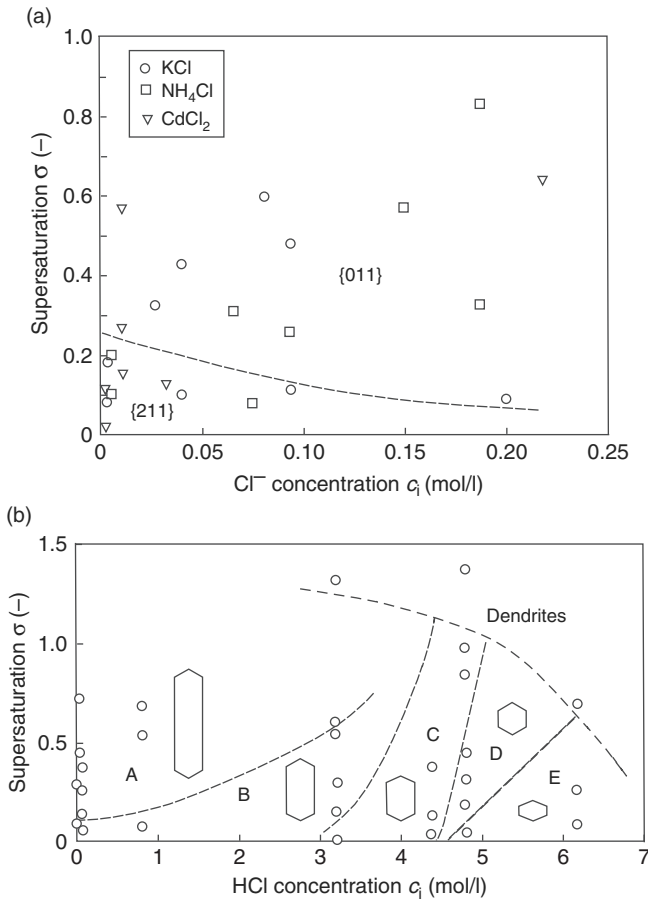 (a)
1.0
0.8
0.6
0.4
0.2
0
Supersaturation σ (–)
KCl
NH₄Cl
CdCl₂
{011}
{211}
0 0.05 0.10 0.15 0.20 0.25
Cl⁻ concentration cᵢ (mol/l)
(b)
1.5
1.0
0.5
0
Supersaturation σ (–)
Dendrites
A
B
C
D
E
0 1 2 3 4 5 6 7
HCl concentration cᵢ (mol/l)